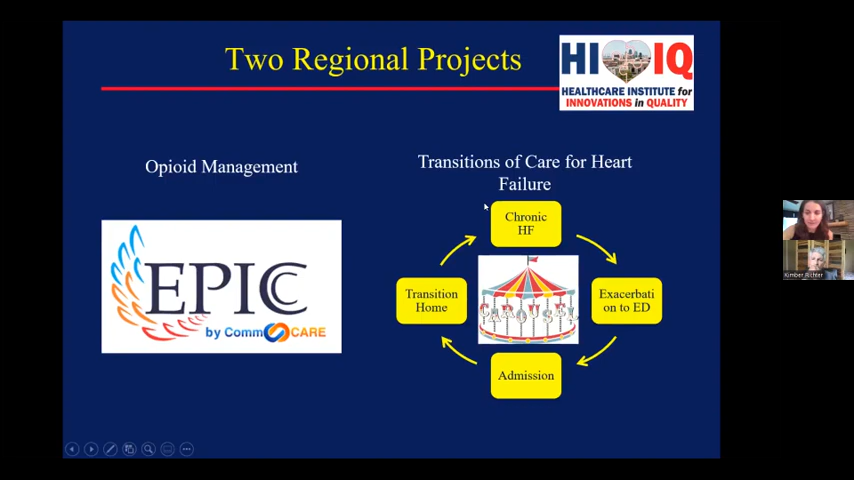 Two Regional Projects
HI IQ
HEALTHCARE INSTITUTE for
INNOVATIONS in QUALITY
Opioid Management
EPICC
by CommCARE
Transitions of Care for Heart
Failure
Chronic
HF
Exacerbati
on to ED
Admission
Transition
Home
CAROUSEL
Kimber Richter